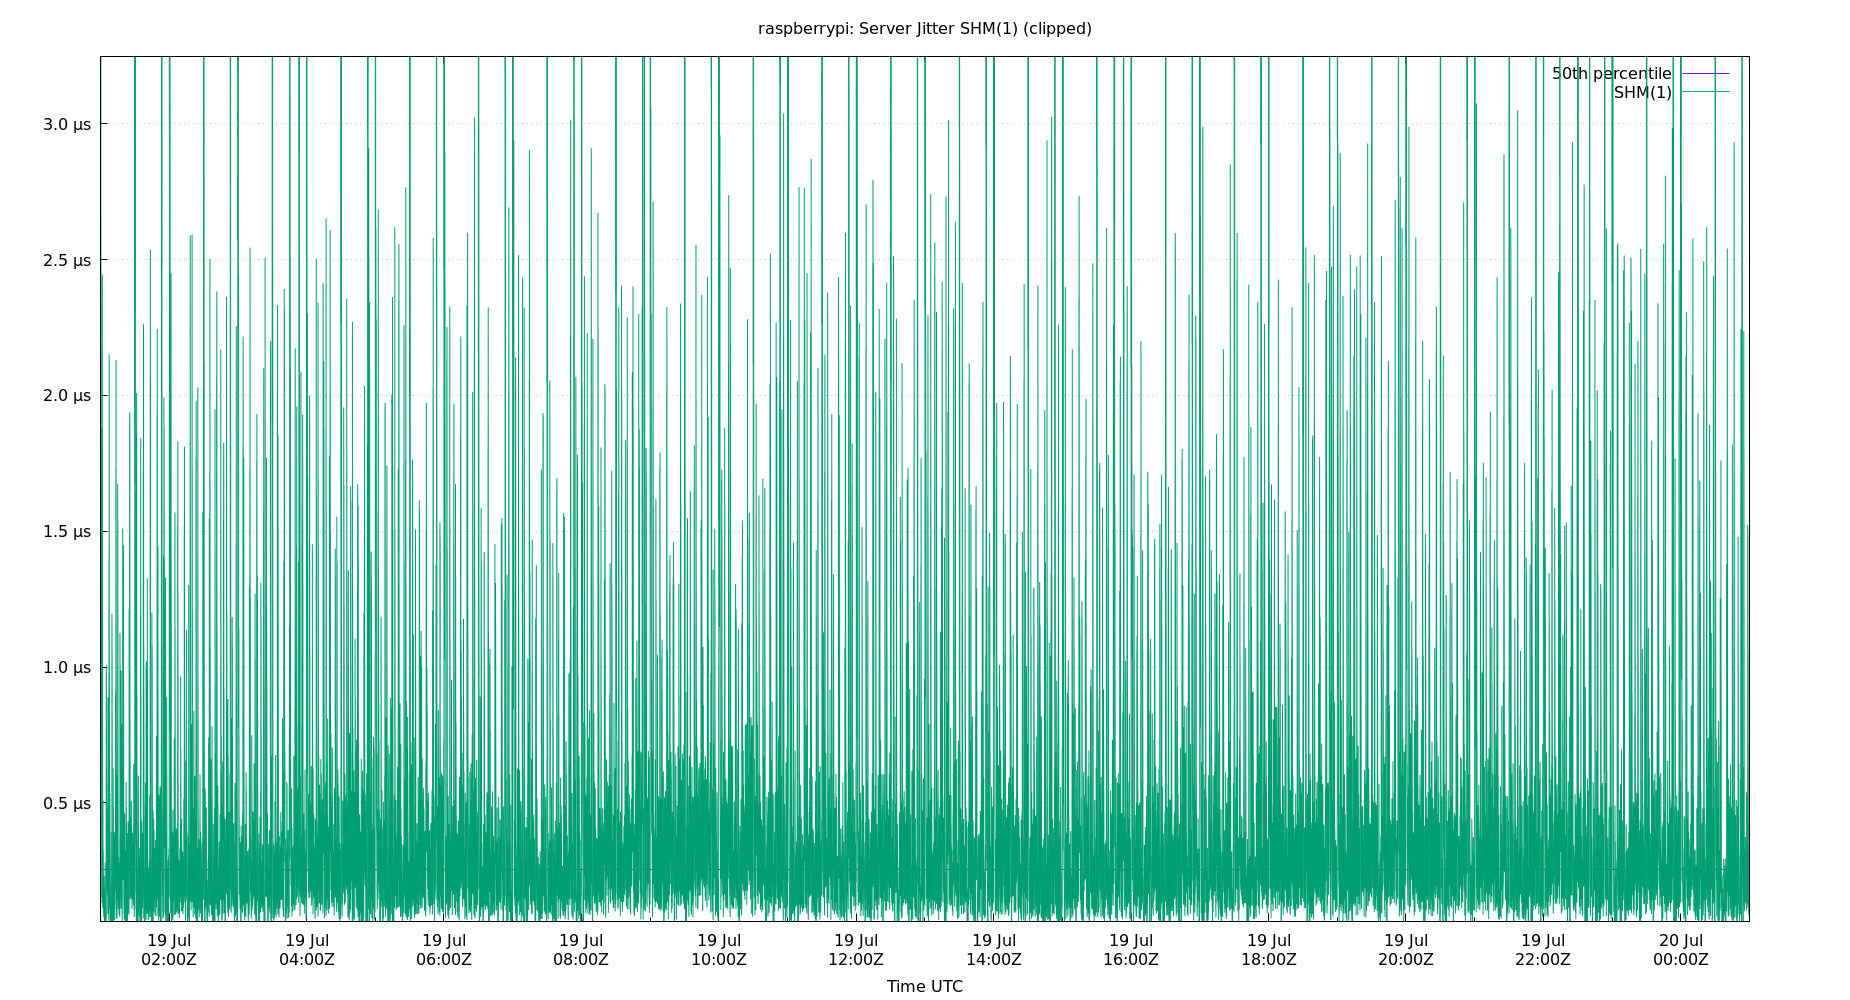 raspberrypi: Server Jitter SHM(1) (clipped)
50th percentile
SHM(1)
3.0 µs
2.5 µs
2.0 µs
1.5 µs
1.0 µs
0.5 µs
19 Jul 19 Jul 19 Jul 19 Jul 19 Jul 19 Jul 19 Jul 19 Jul 19 Jul 19 Jul 19 Jul 20 Jul
02:00Z 04:00Z 06:00Z 08:00Z 10:00Z 12:00Z 14:00Z 16:00Z 18:00Z 20:00Z 22:00Z 00:00Z
Time UTC